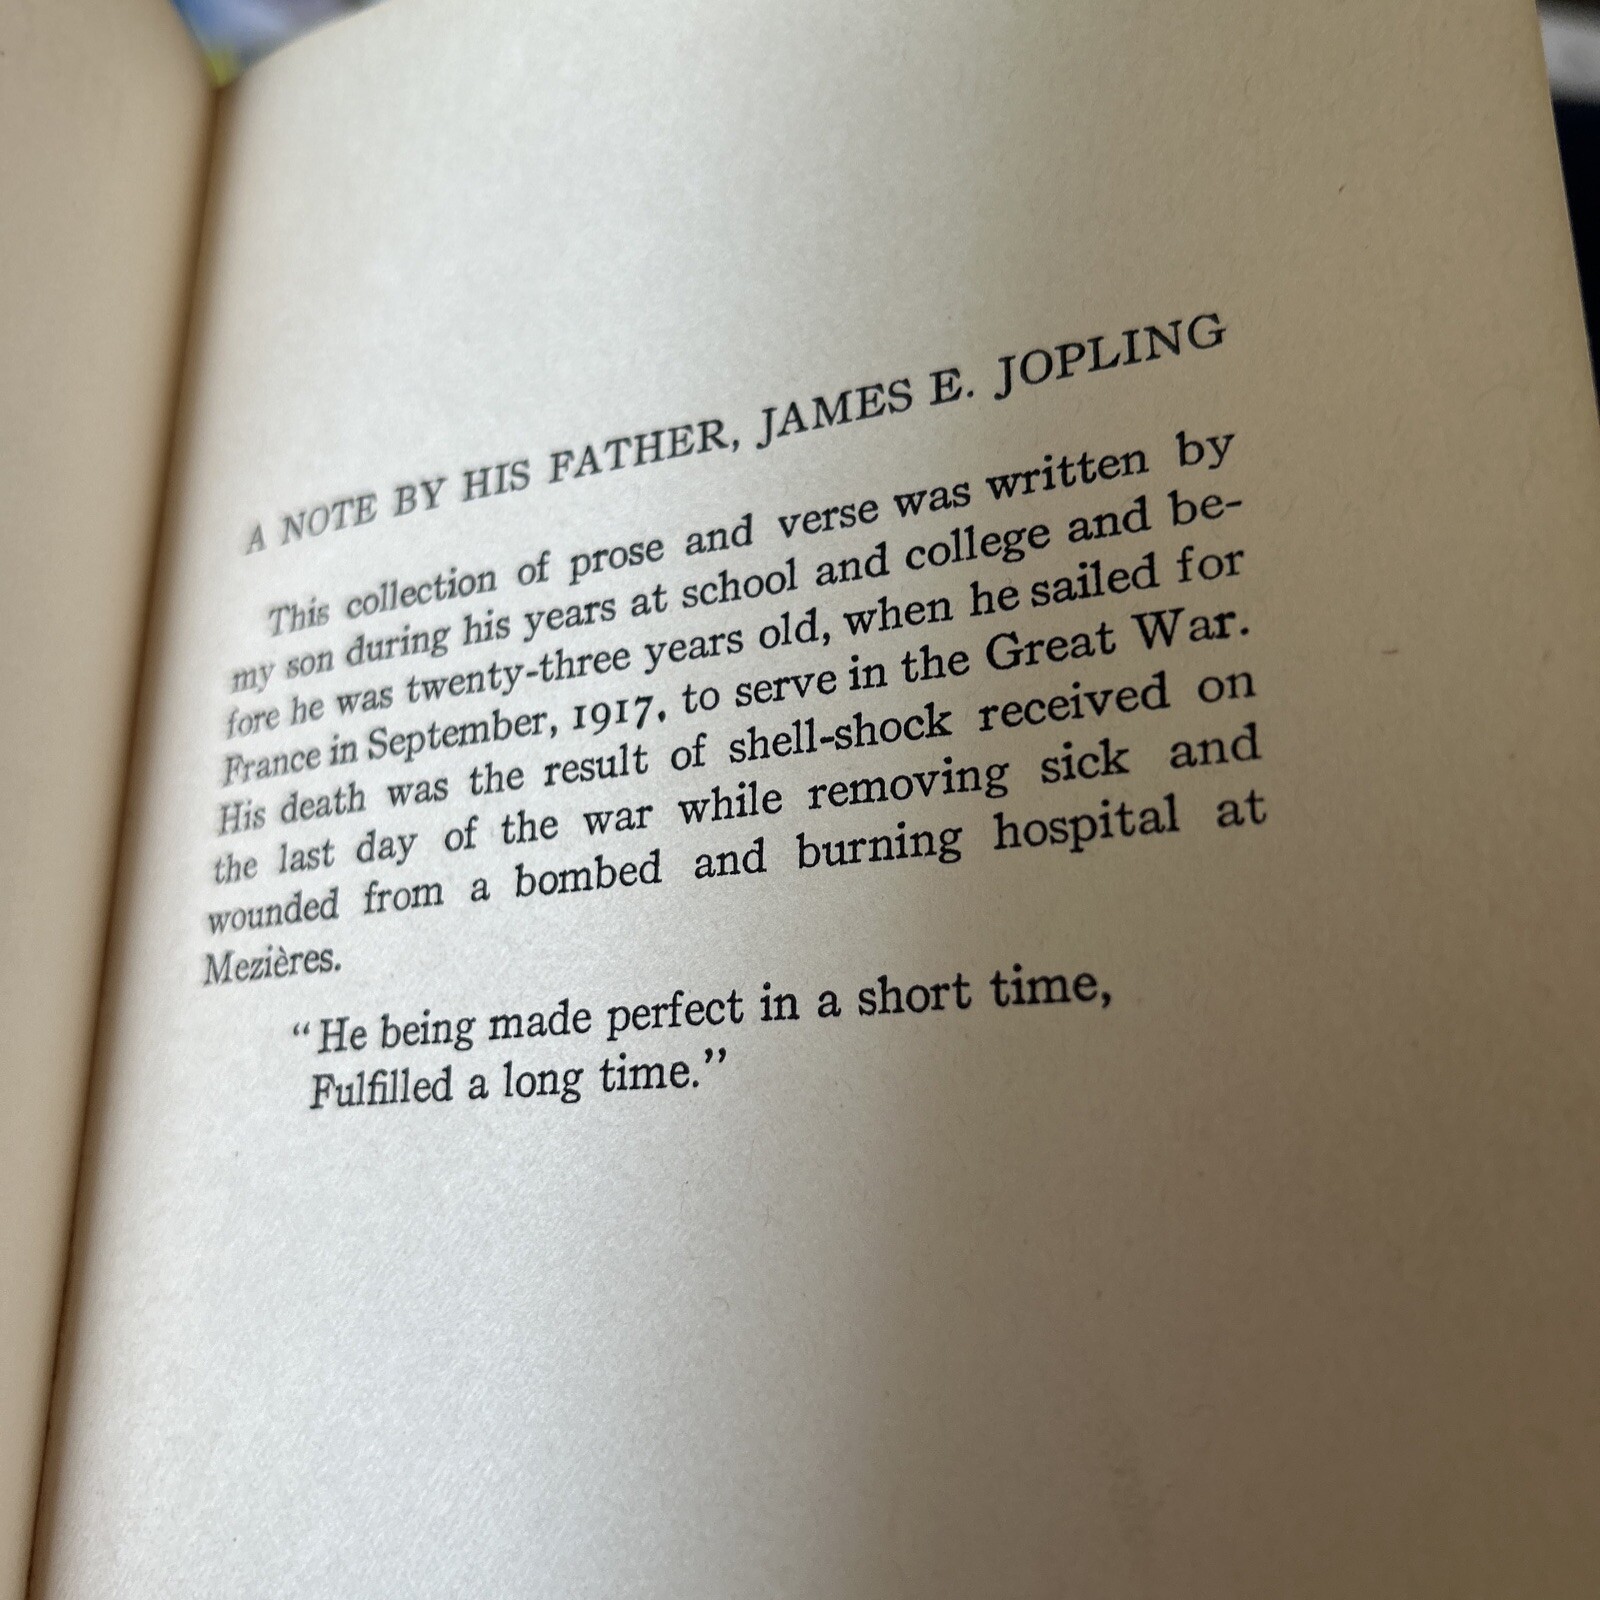 A NOTE BY HIS FATHER, JAMES E. JOPLING
This collection of prose and verse was written by
my son during his years at school and college and be-
fore he was twenty-three years old, when he sailed for
France in September, 1917, to serve in the Great War.
His death was the result of shell-shock received on
the last day of the war while removing sick and
wounded from a bombed and burning hospital at
Mezières.
“He being made perfect in a short time,
Fulfilled a long time.”